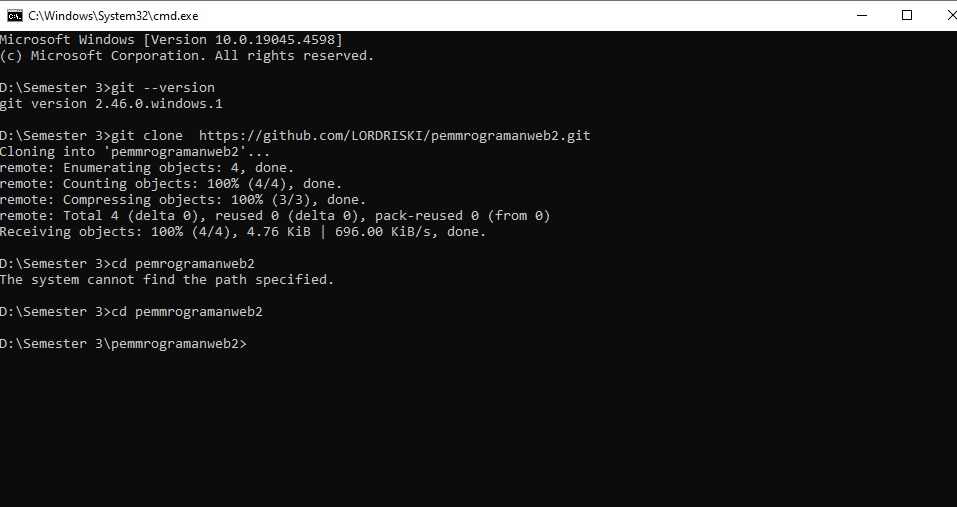 C:\Windows\System32\cmd.exe
Microsoft Windows [Version 10.0.19045.4598]
(c) Microsoft Corporation. All rights reserved.
D:\Semester 3>git --version
git version 2.46.0.windows.1
D:\Semester 3>git clone  https://github.com/LORDRISKI/pemmrogramanweb2.git
Cloning into 'pemmrogramanweb2'...
remote: Enumerating objects: 4, done.
remote: Counting objects: 100% (4/4), done.
remote: Compressing objects: 100% (3/3), done.
remote: Total 4 (delta 0), reused 0 (delta 0), pack-reused 0 (from 0)
Receiving objects: 100% (4/4), 4.76 KiB | 696.00 KiB/s, done.
D:\Semester 3>cd pemrogramanweb2
The system cannot find the path specified.
D:\Semester 3>cd pemmrogramanweb2
D:\Semester 3\pemmrogramanweb2>